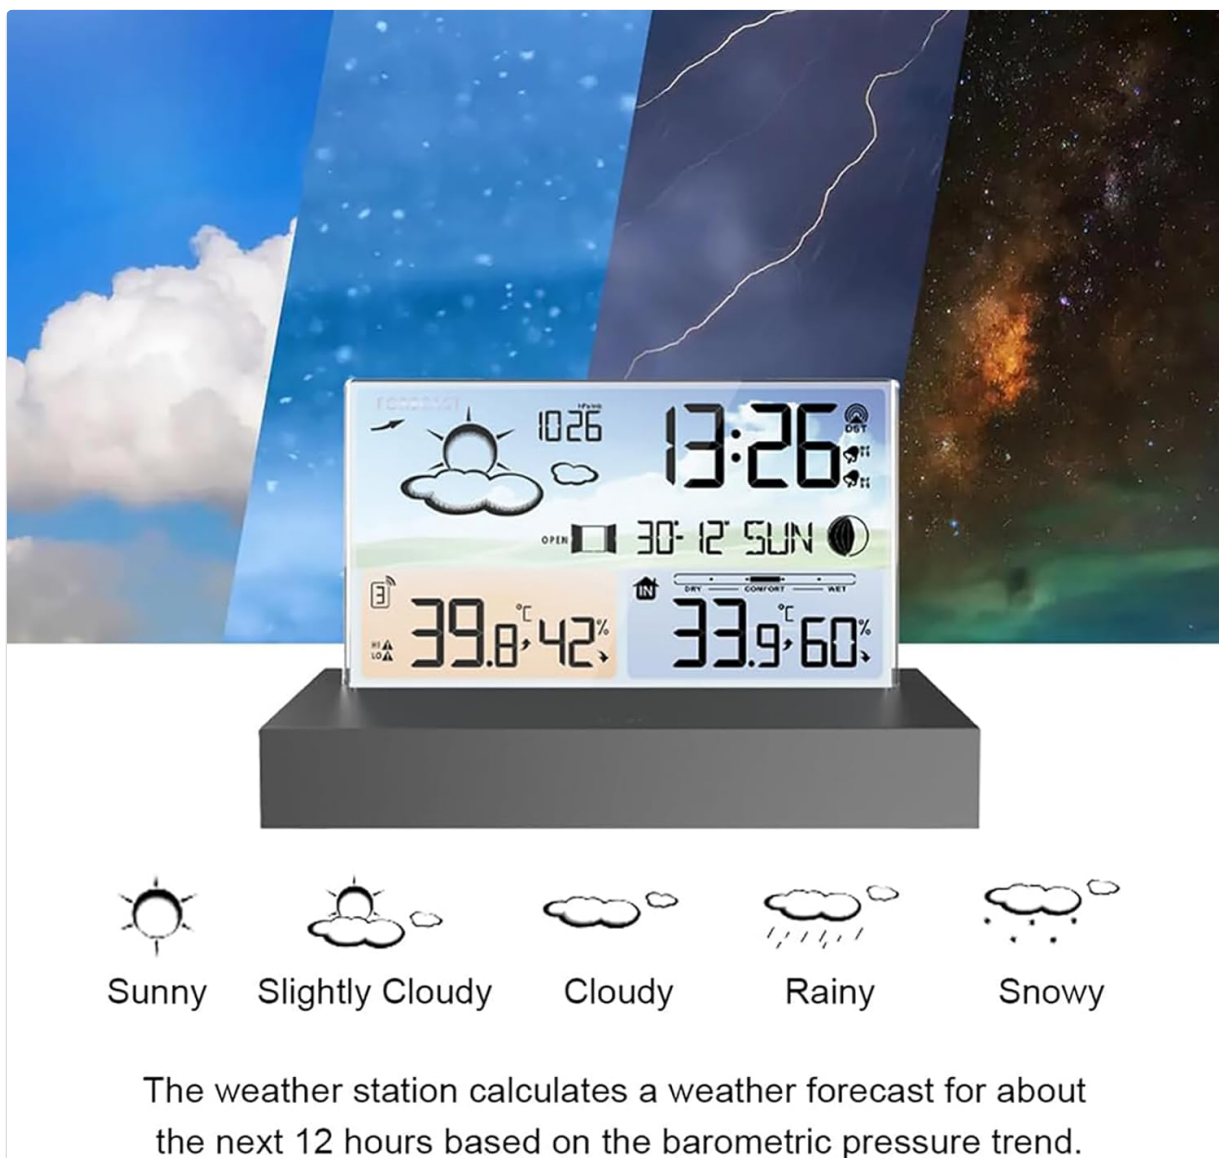 FORECAST
1026
13:26
DST
OPEN
30- 12 SUN
3
HI
LO
39.8 °C 42 %
IN
DRY COMFORT WET
33.9 °C 60 %
Sunny
Slightly Cloudy
Cloudy
Rainy
Snowy
The weather station calculates a weather forecast for about
the next 12 hours based on the barometric pressure trend.